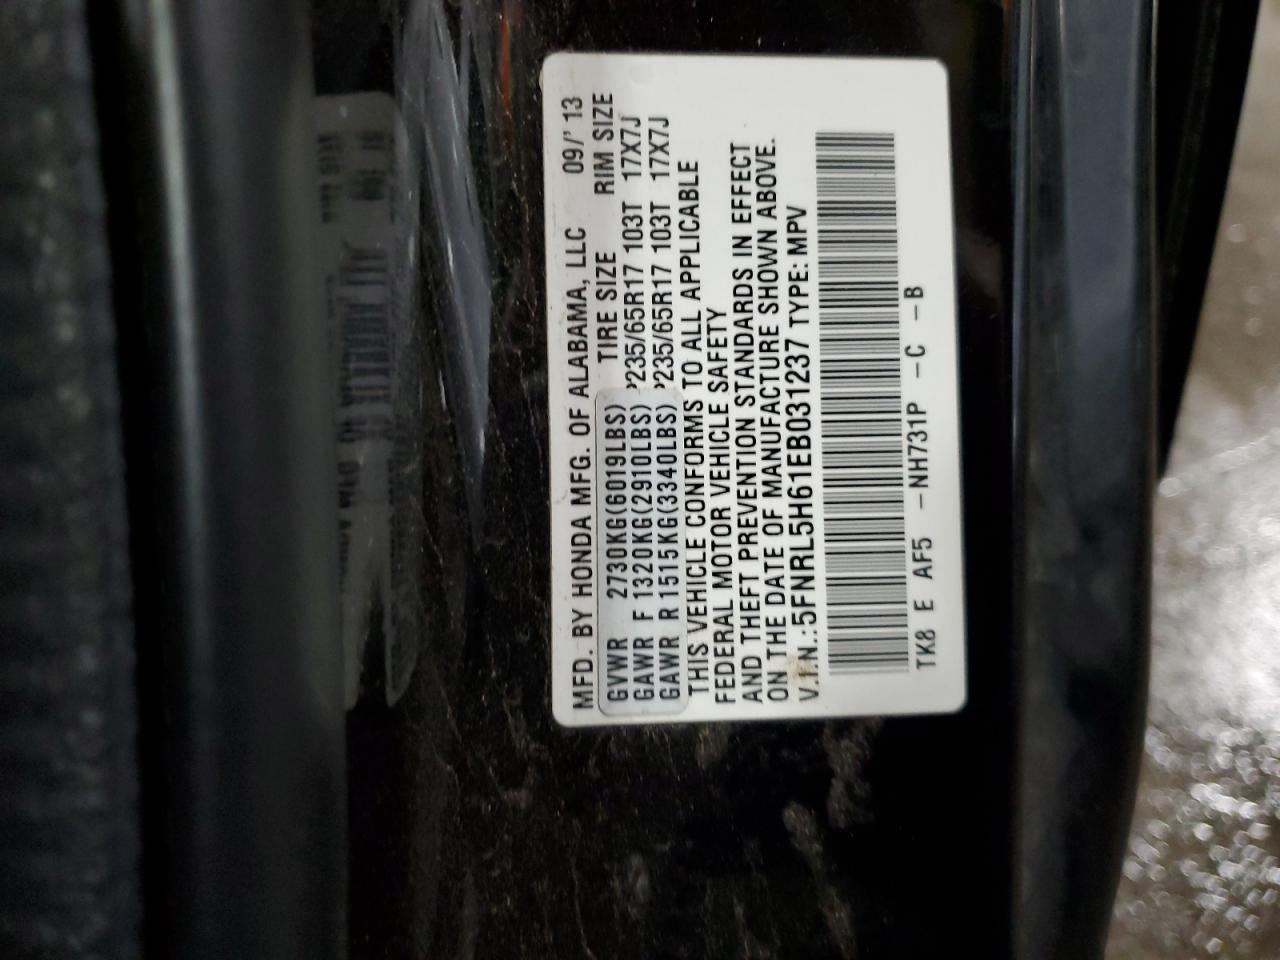 MFD. BY HONDA MFG. OF ALABAMA, LLC 09/'13
GVWR 2730KG(6019LBS) TIRE SIZE RIM SIZE
GAWR F 1320KG(2910LBS) P235/65R17 103T 17X7J
GAWR R 1515KG(3340LBS) P235/65R17 103T 17X7J
THIS VEHICLE CONFORMS TO ALL APPLICABLE
FEDERAL MOTOR VEHICLE SAFETY
AND THEFT PREVENTION STANDARDS IN EFFECT
ON THE DATE OF MANUFACTURE SHOWN ABOVE.
V.I.N.:5FNRL5H61EB031237 TYPE: MPV
TK8 E AF5 -NH731P -C -B